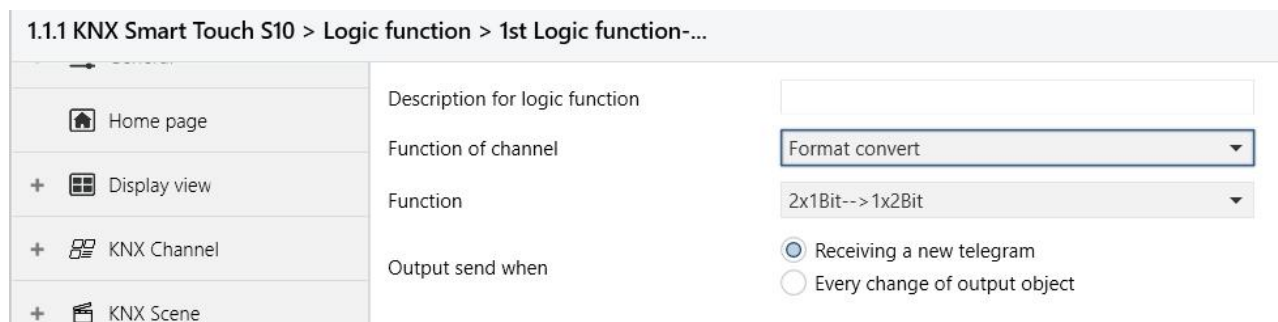 1.1.1 KNX Smart Touch S10 > Logic function > 1st Logic function-...
Home page
Display view
KNX Channel
KNX Scene
Description for logic function
Function of channel
Format convert
Function
2x1Bit-->1x2Bit
Output send when
Receiving a new telegram
Every change of output object